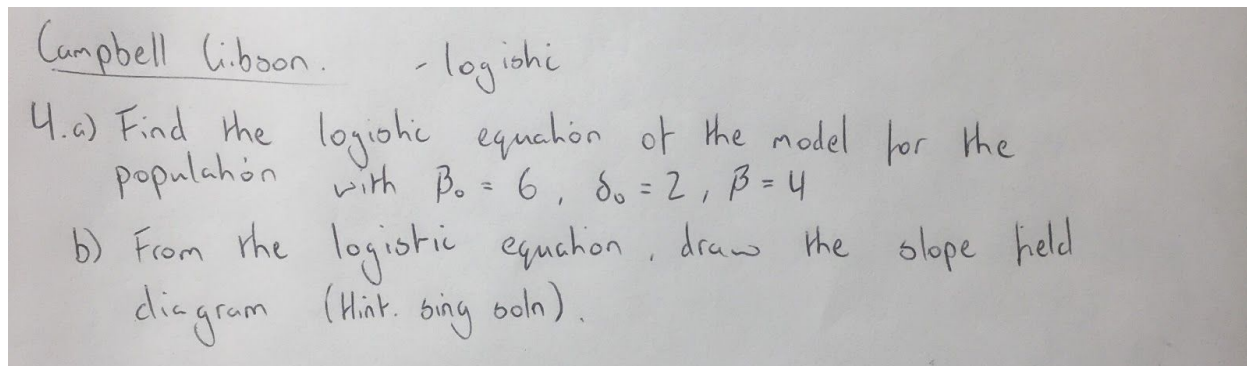 Campbell Gibson. - logistic
4.a) Find the logistic equation of the model for the
population with β₀ = 6, δ₀ = 2, β = 4
b) From the logistic equation, draw the slope field
diagram (Hint. sing soln).